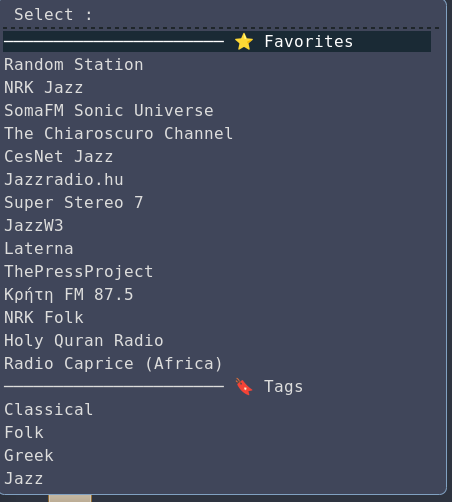 Select :
⭐ Favorites
Random Station
NRK Jazz
SomaFM Sonic Universe
The Chiaroscuro Channel
CesNet Jazz
Jazzradio.hu
Super Stereo 7
JazzW3
Laterna
ThePressProject
Κρήτη FM 87.5
NRK Folk
Holy Quran Radio
Radio Caprice (Africa)
🔖 Tags
Classical
Folk
Greek
Jazz